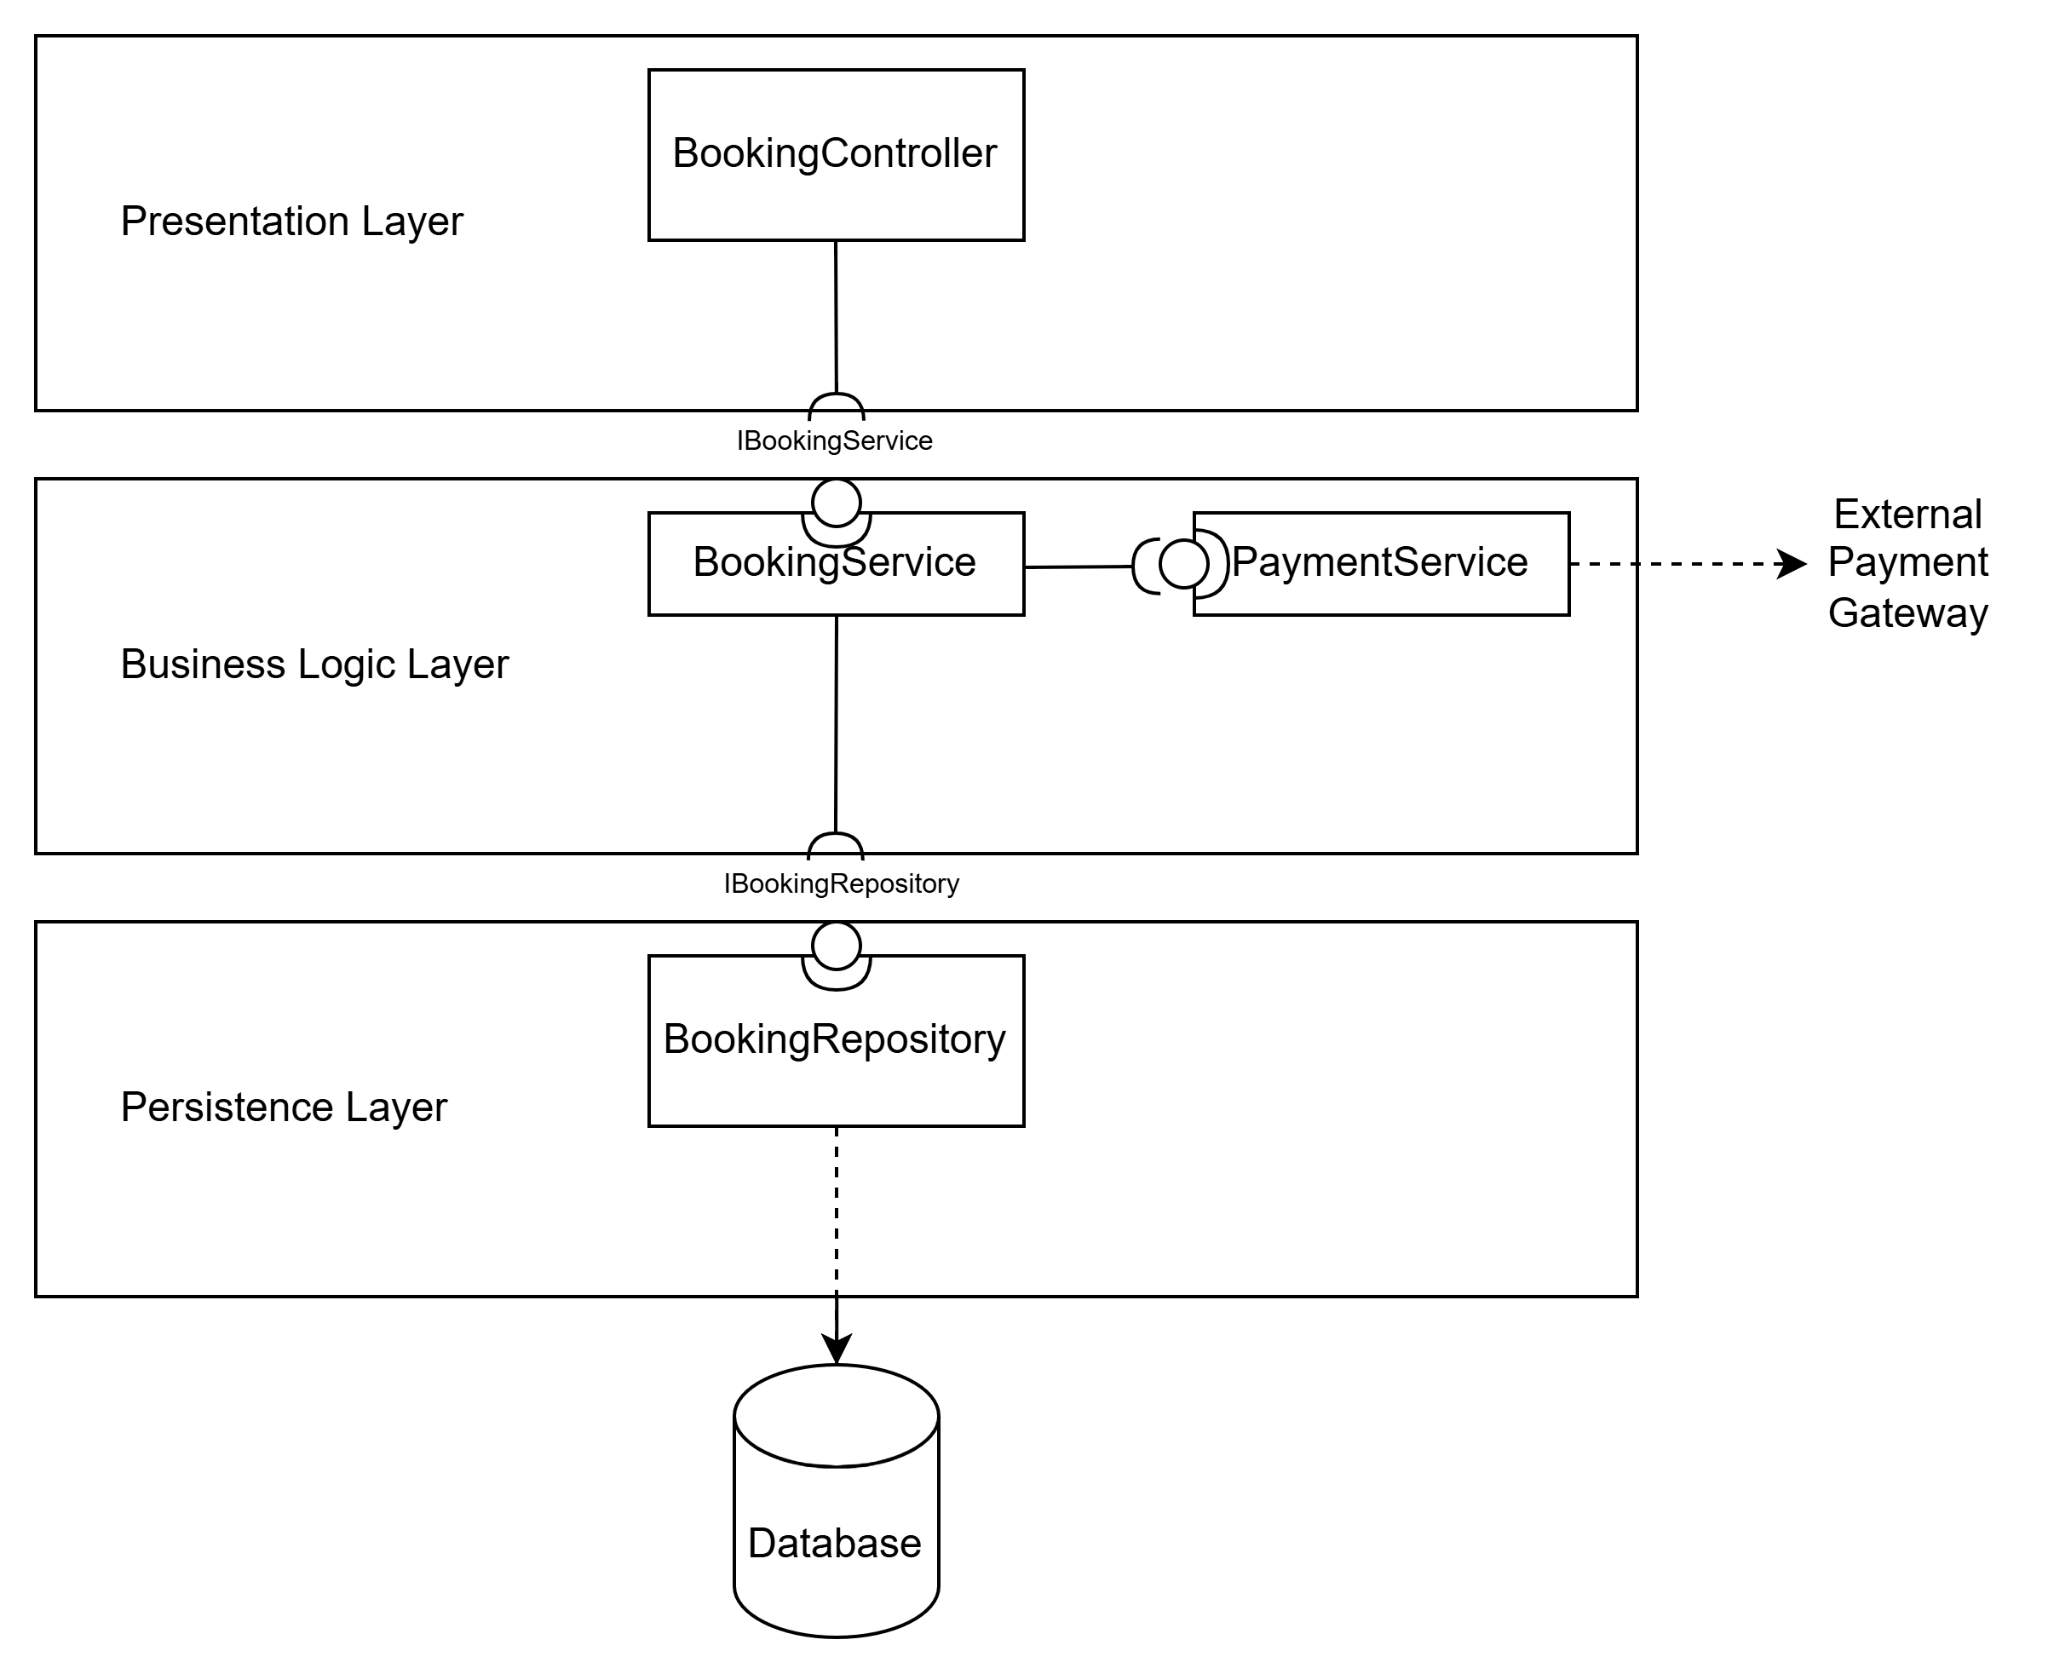 BookingController
Presentation Layer
IBookingService
BookingService
PaymentService
External
Payment
Gateway
Business Logic Layer
IBookingRepository
BookingRepository
Persistence Layer
Database